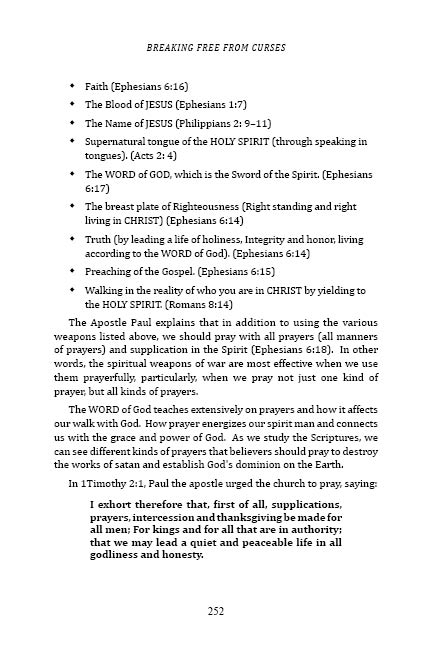 BREAKING FREE FROM CURSES
◆ Faith (Ephesians 6:16)
◆ The Blood of JESUS (Ephesians 1:7)
◆ The Name of JESUS (Philippians 2: 9–11)
◆ Supernatural tongue of the HOLY SPIRIT (through speaking in
tongues). (Acts 2: 4)
◆ The WORD of GOD, which is the Sword of the Spirit. (Ephesians
6:17)
◆ The breast plate of Righteousness (Right standing and right
living in CHRIST) (Ephesians 6:14)
◆ Truth (by leading a life of holiness, Integrity and honor, living
according to the WORD of God). (Ephesians 6:14)
◆ Preaching of the Gospel. (Ephesians 6:15)
◆ Walking in the reality of who you are in CHRIST by yielding to
the HOLY SPIRIT. (Romans 8:14)
The Apostle Paul explains that in addition to using the various
weapons listed above, we should pray with all prayers (all manners
of prayers) and supplication in the Spirit (Ephesians 6:18). In other
words, the spiritual weapons of war are most effective when we use
them prayerfully, particularly, when we pray not just one kind of
prayer, but all kinds of prayers.
The WORD of God teaches extensively on prayers and how it affects
our walk with God. How prayer energizes our spirit man and connects
us with the grace and power of God. As we study the Scriptures, we
can see different kinds of prayers that believers should pray to destroy
the works of satan and establish God's dominion on the Earth.
In 1Timothy 2:1, Paul the apostle urged the church to pray, saying:
I exhort therefore that, first of all, supplications,
prayers, intercession and thanksgiving be made for
all men; For kings and for all that are in authority;
that we may lead a quiet and peaceable life in all
godliness and honesty.
252